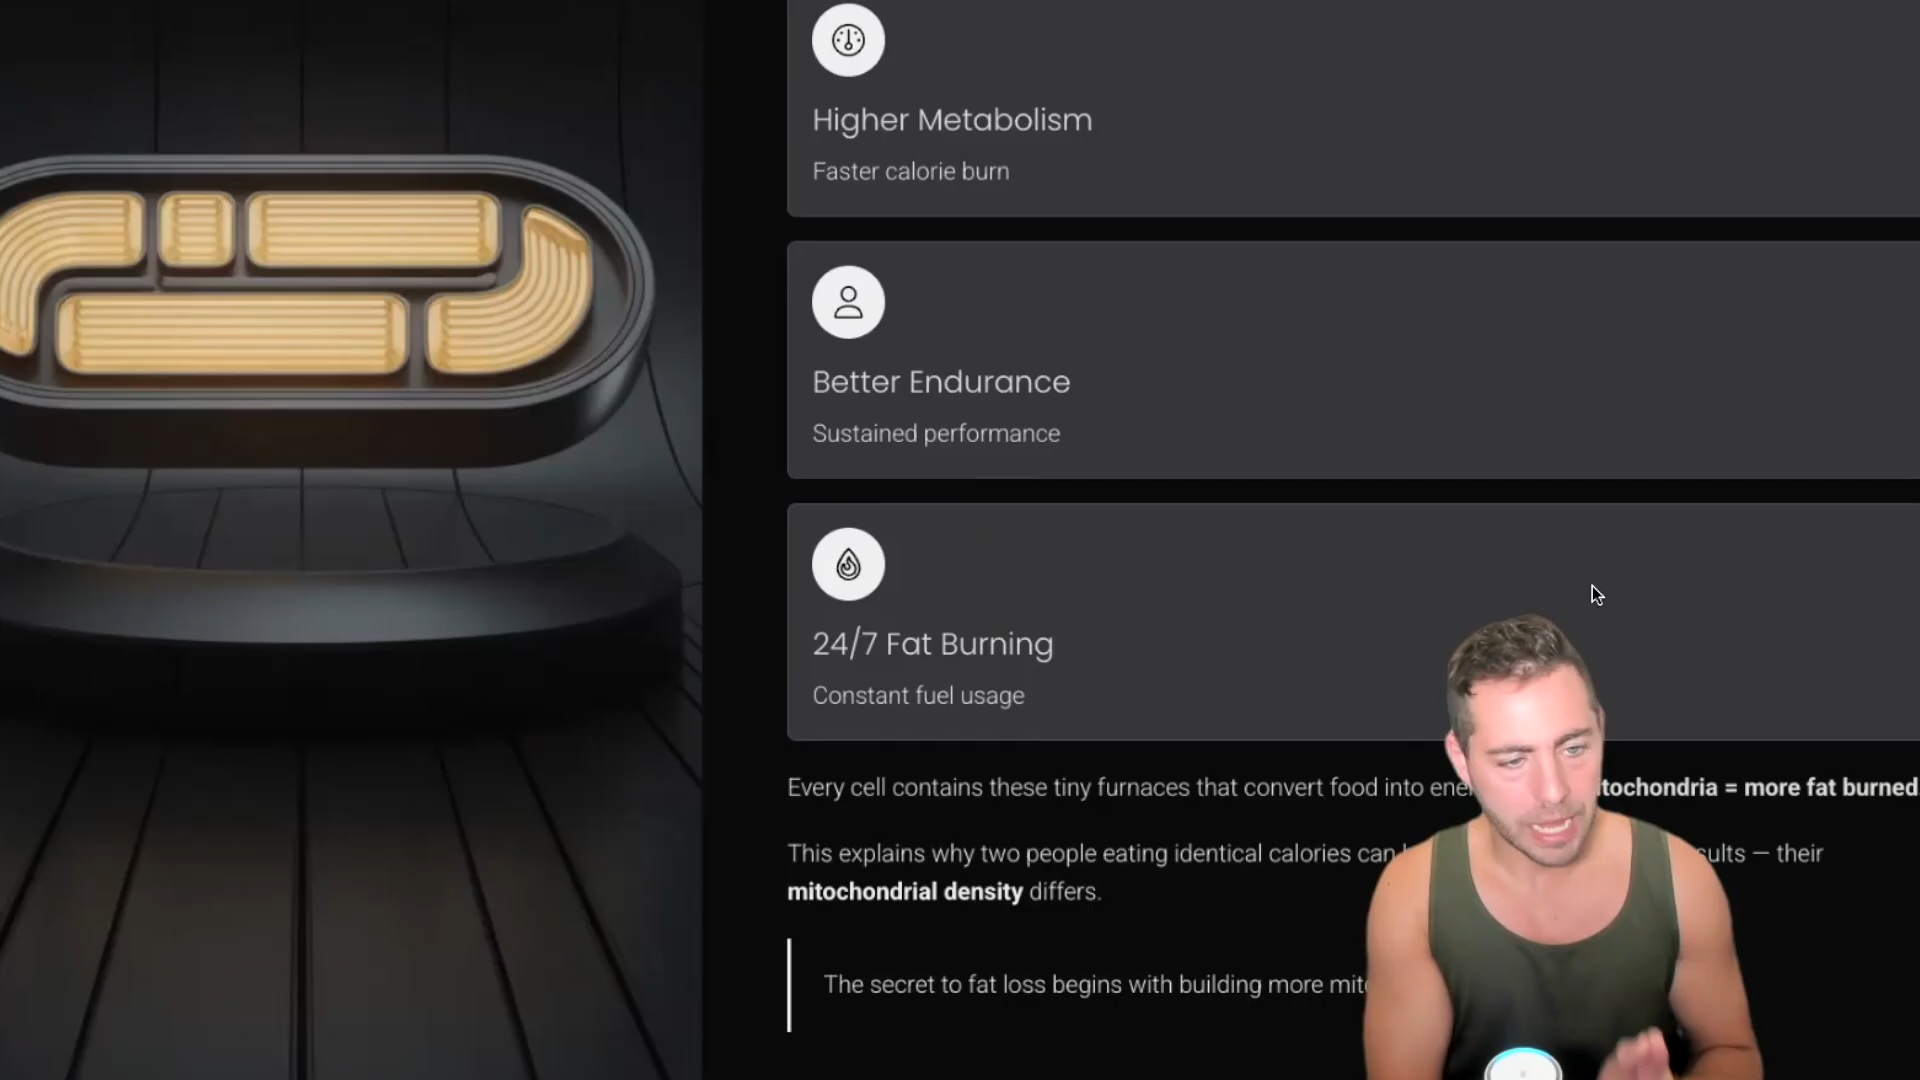 Higher Metabolism
Faster calorie burn
Better Endurance
Sustained performance
24/7 Fat Burning
Constant fuel usage
Every cell contains these tiny furnaces that convert food into ene tochondria = more fat burned
This explains why two people eating identical calories can sults — their
mitochondrial density differs.
The secret to fat loss begins with building more mito